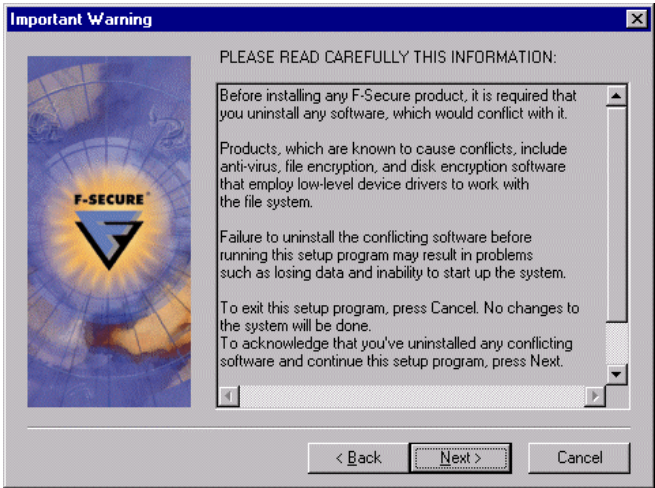 Important Warning
PLEASE READ CAREFULLY THIS INFORMATION:
Before installing any F-Secure product, it is required that
you uninstall any software, which would conflict with it.
Products, which are known to cause conflicts, include
anti-virus, file encryption, and disk encryption software
that employ low-level device drivers to work with
the file system.
Failure to uninstall the conflicting software before
running this setup program may result in problems
such as losing data and inability to start up the system.
To exit this setup program, press Cancel. No changes to
the system will be done.
To acknowledge that you've uninstalled any conflicting
software and continue this setup program, press Next.
F-SECURE®
< Back
Next >
Cancel